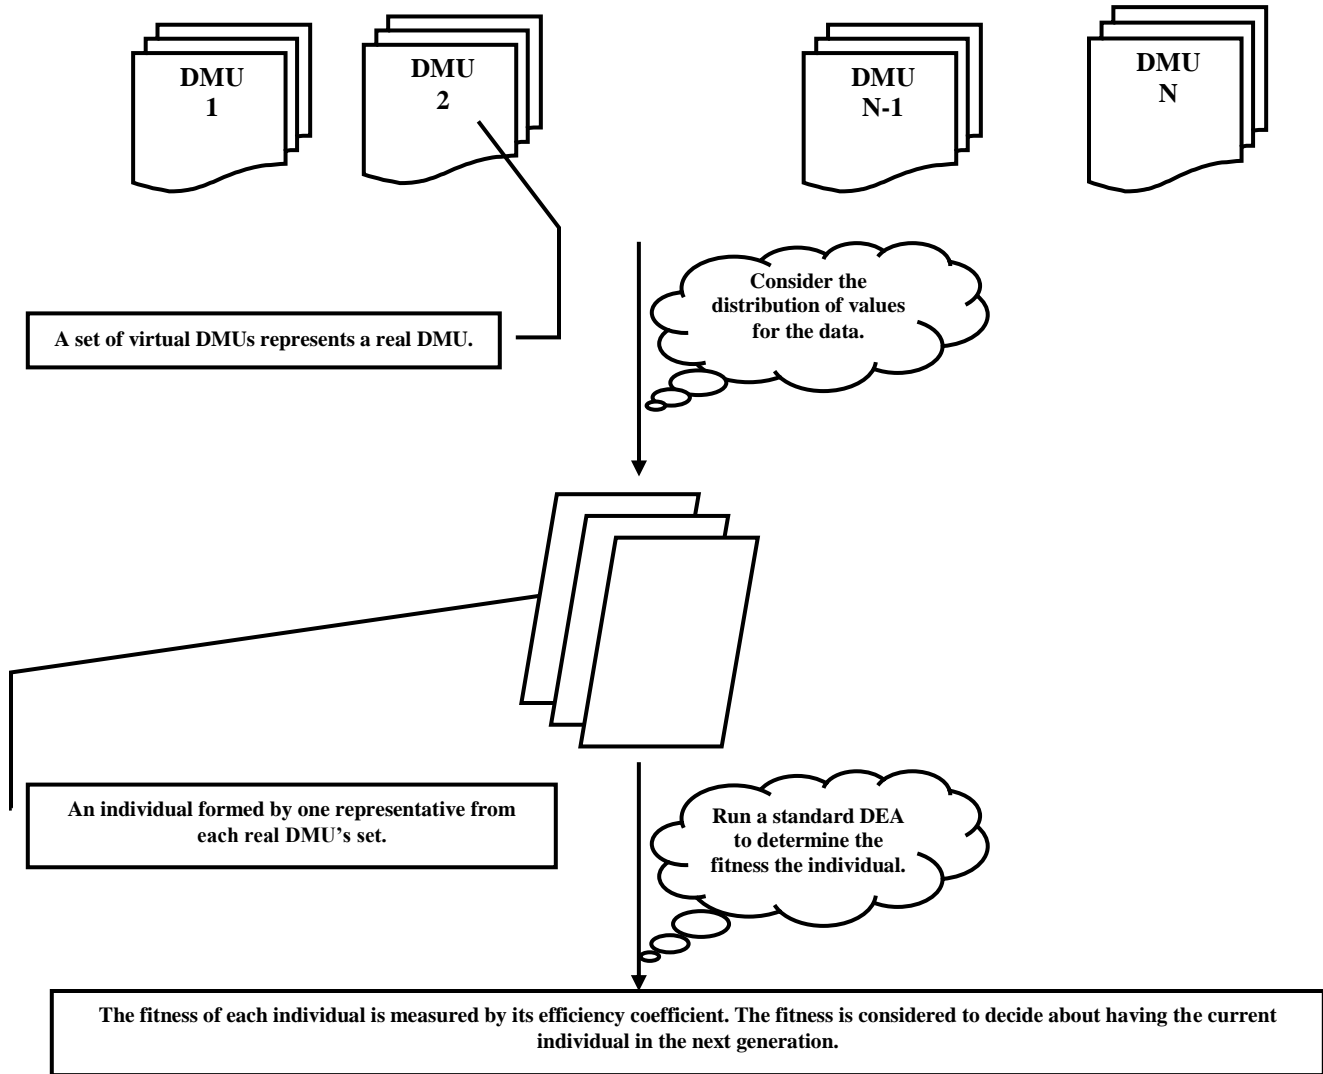 DMU
1
DMU
2
DMU
N-1
DMU
N
Consider the
distribution of values
for the data.
A set of virtual DMUs represents a real DMU.
An individual formed by one representative from
each real DMU's set.
Run a standard DEA
to determine the
fitness the individual.
The fitness of each individual is measured by its efficiency coefficient. The fitness is considered to decide about having the current
individual in the next generation.